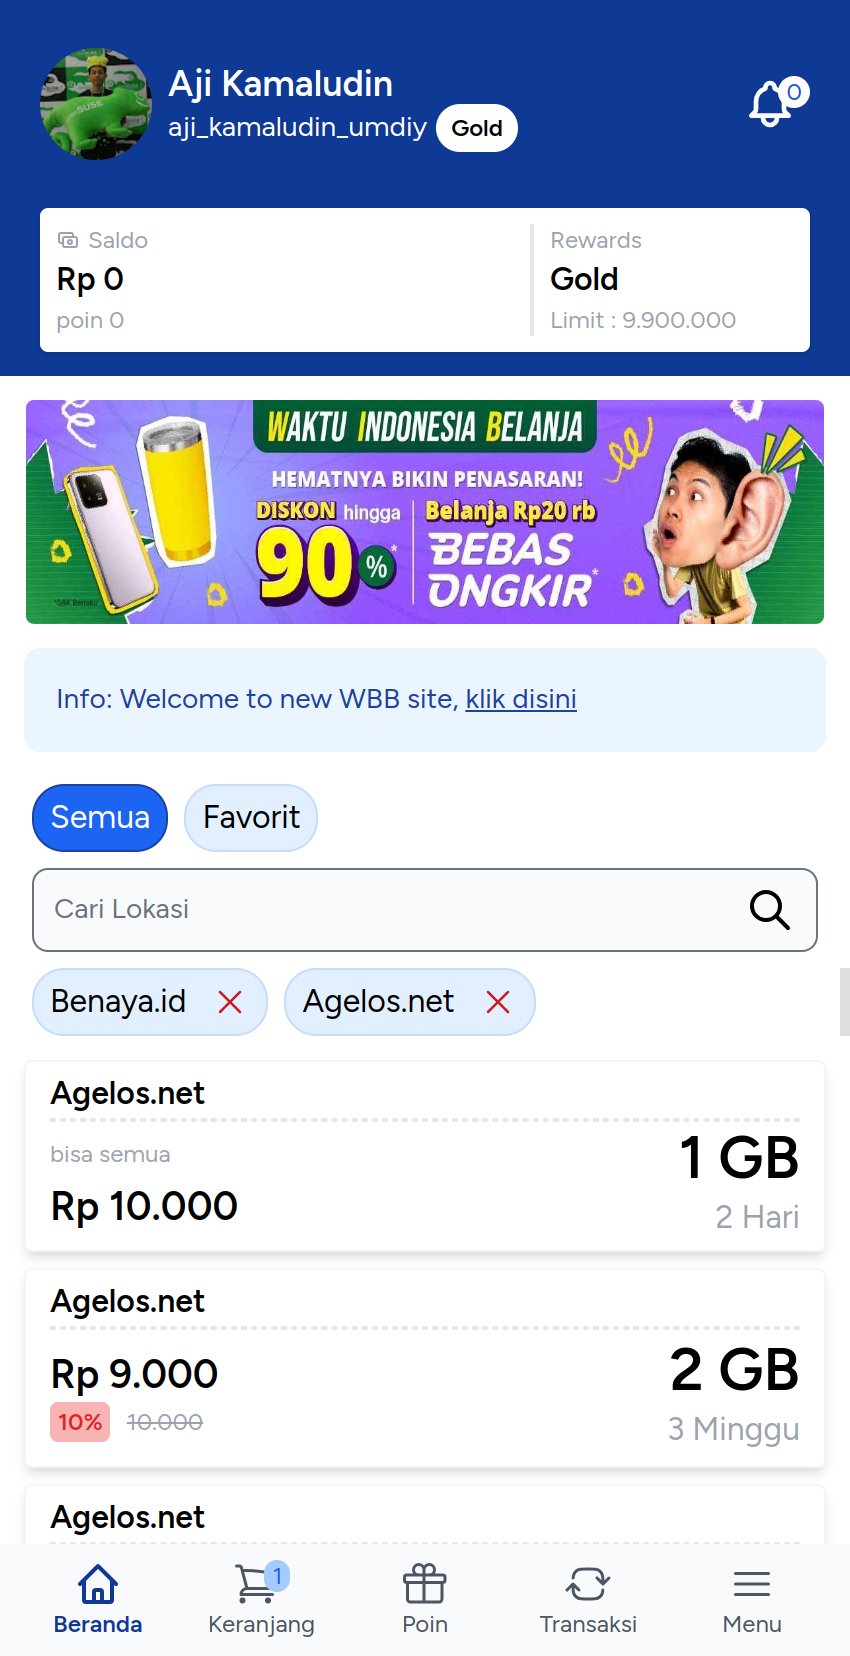 Aji Kamaludin
aji_kamaludin_umdiy Gold
0
Saldo
Rp 0
poin 0
Rewards
Gold
Limit : 9.900.000
WAKTU INDONESIA BELANJA
HEMATNYA BIKIN PENASARAN!
DISKON hingga
90%*
Belanja Rp20 rb
BEBAS
ONGKIR*
*S&K Berlaku
Info: Welcome to new WBB site, klik disini
Semua
Favorit
Cari Lokasi
Benaya.id
Agelos.net
Agelos.net
bisa semua
Rp 10.000
1 GB
2 Hari
Agelos.net
Rp 9.000
10% 10.000
2 GB
3 Minggu
Agelos.net
Beranda
1
Keranjang
Poin
Transaksi
Menu